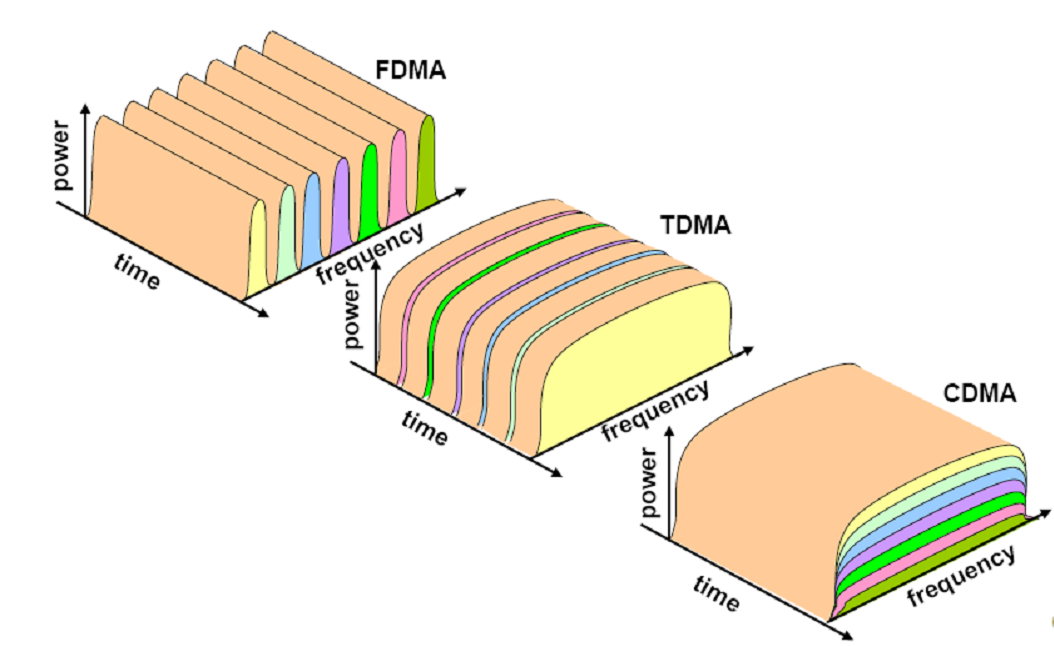 FDMA
power
time
frequency
TDMA
power
time
frequency
CDMA
power
time
frequency